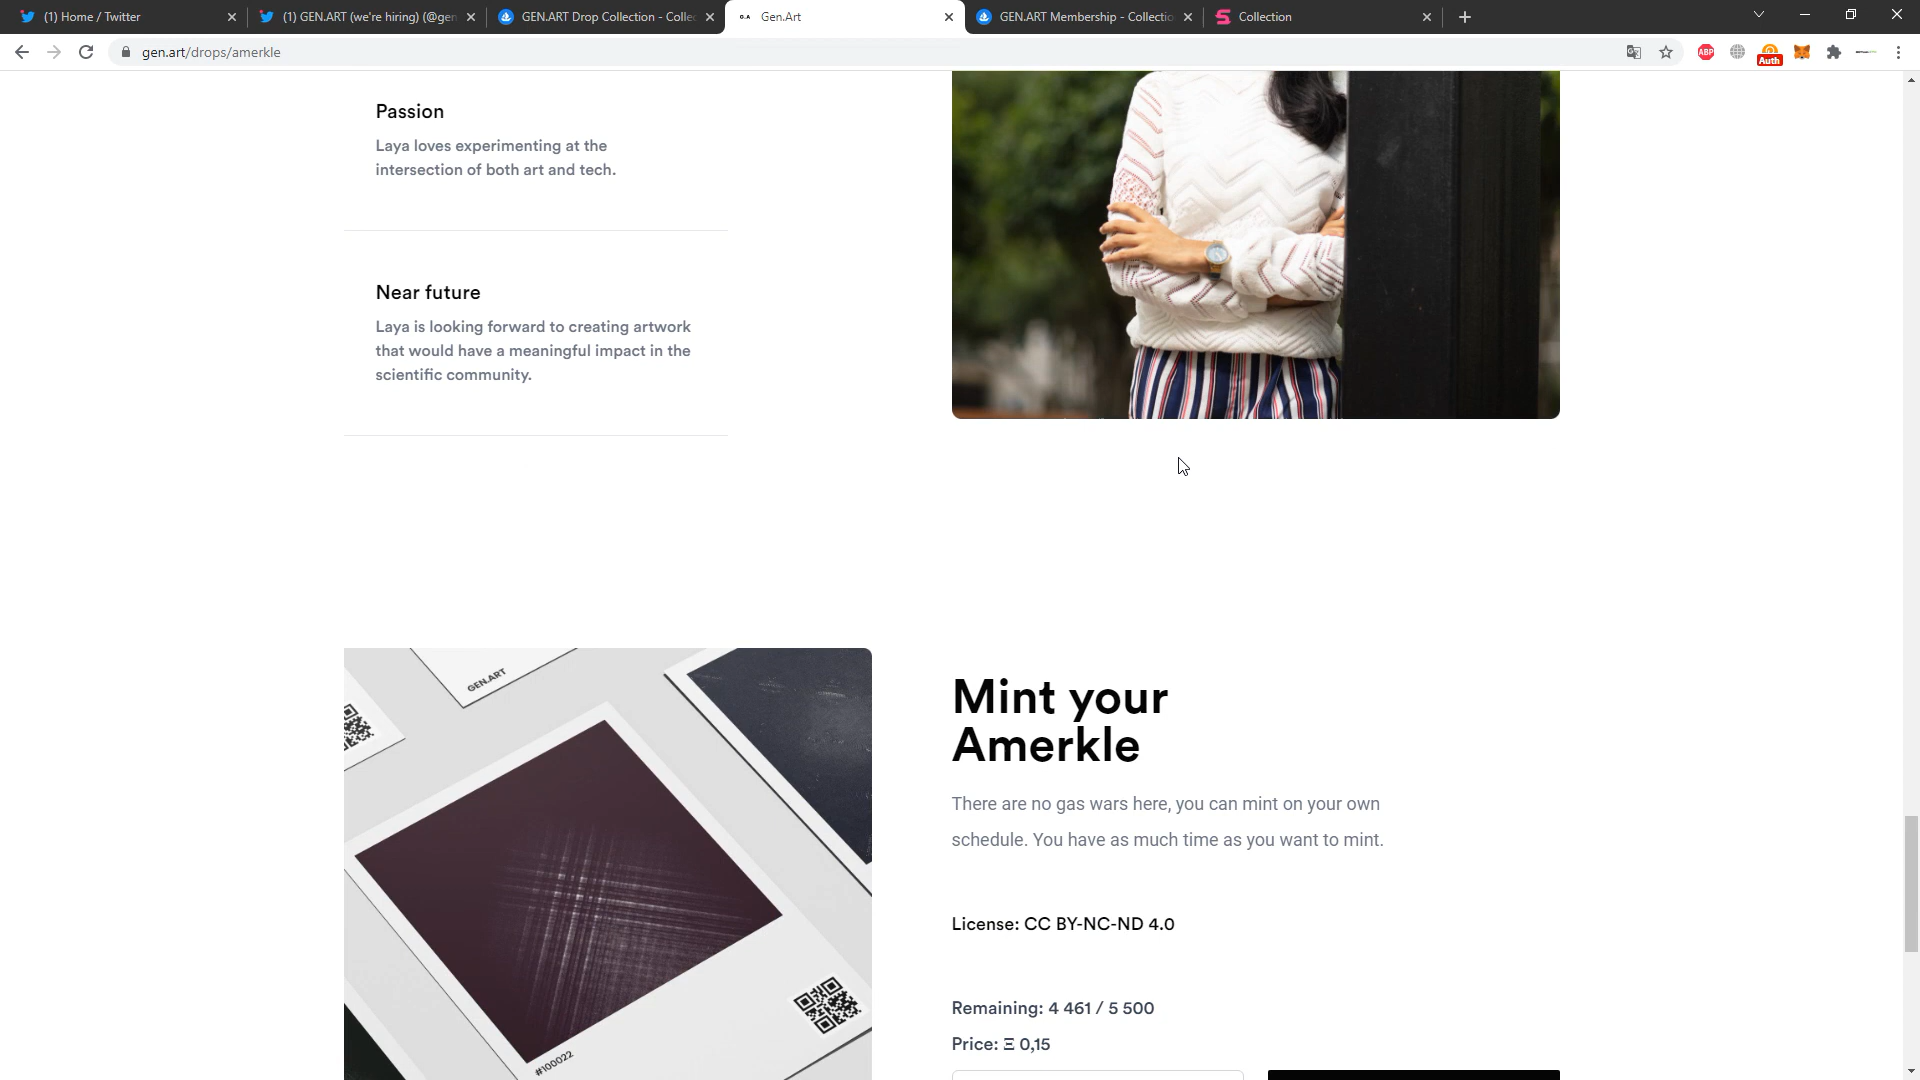 (1) Home / Twitter
(1) GEN.ART (we're hiring) (@gen
GEN.ART Drop Collection - Collec
G.A
Gen.Art
GEN.ART Membership - Collectio
Collection
gen.art/drops/amerkle
ABP
Auth
Passion
Laya loves experimenting at the
intersection of both art and tech.
Near future
Laya is looking forward to creating artwork
that would have a meaningful impact in the
scientific community.
GEN.ART
#100022
Mint your
Amerkle
There are no gas wars here, you can mint on your own
schedule. You have as much time as you want to mint.
License: CC BY-NC-ND 4.0
Remaining: 4 461 / 5 500
Price: Ξ 0,15